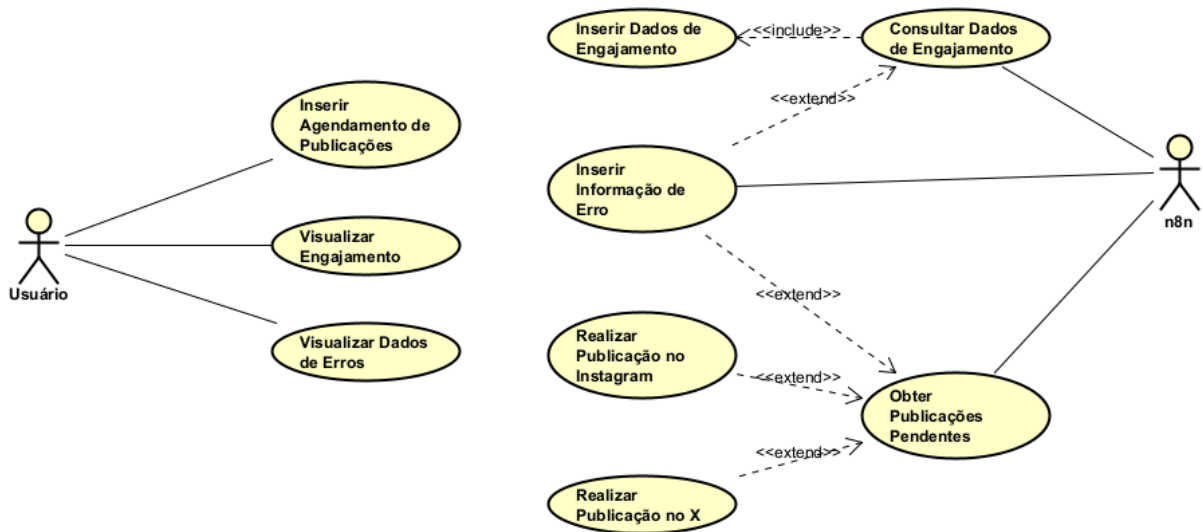 Inserir Dados de
Engajamento
<<include>>
Consultar Dados
de Engajamento
<<extend>>
Inserir
Agendamento de
Publicações
Inserir
Informação de
Erro
n8n
Visualizar
Engajamento
Usuário
<<extend>>
Visualizar Dados
de Erros
Realizar
Publicação no
Instagram
<<extend>>
Obter
Publicações
Pendentes
<<extend>>
Realizar
Publicação no X